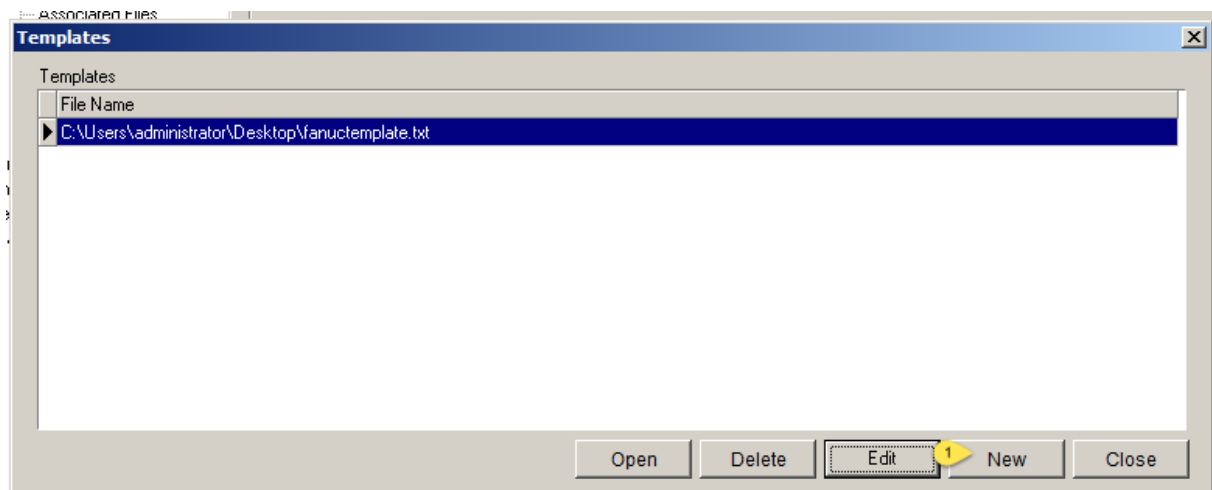 Associated Files
Templates
Templates
File Name
C:\Users\administrator\Desktop\fanuctemplate.txt
Open Delete Edit 1 New Close